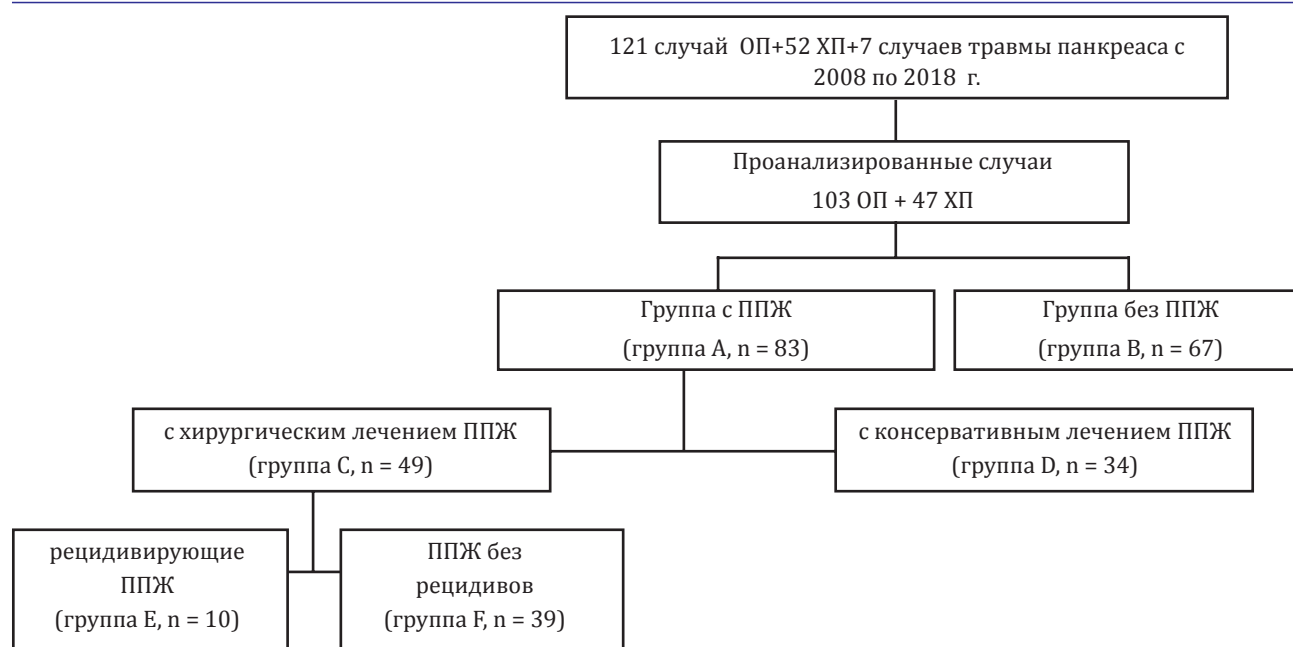 121 случай ОП+52 ХП+7 случаев травмы панкреаса с
2008 по 2018 г.
Проанализированные случаи
103 ОП + 47 ХП
Группа с ППЖ
(группа A, n = 83)
Группа без ППЖ
(группа B, n = 67)
с хирургическим лечением ППЖ
(группа C, n = 49)
с консервативным лечением ППЖ
(группа D, n = 34)
рецидивирующие
ППЖ
(группа E, n = 10)
ППЖ без
рецидивов
(группа F, n = 39)